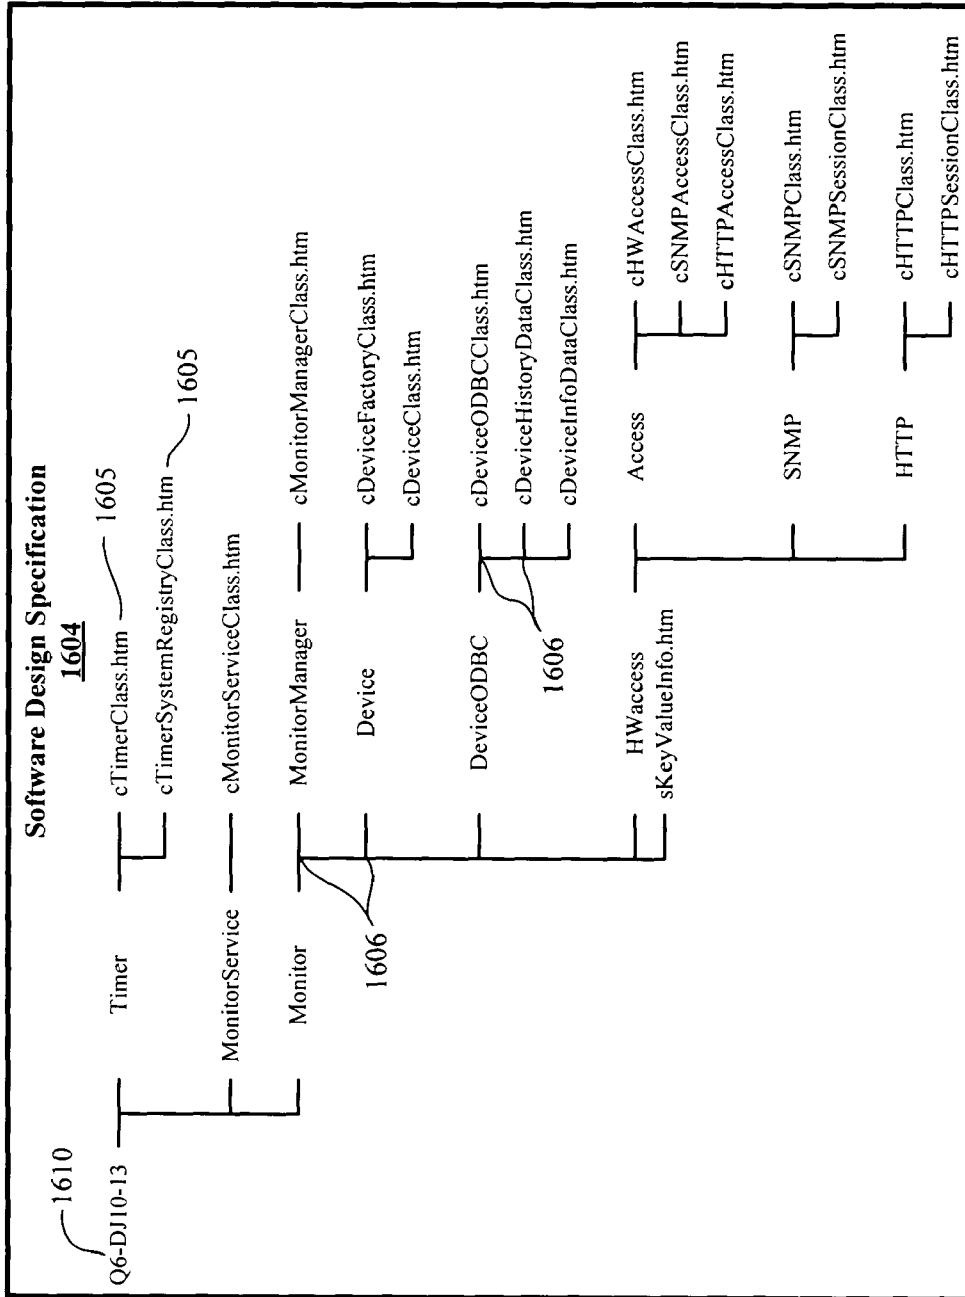 Software Design Specification
1604
1610
Q6-DJ10-13
Timer
cTimerClass.htm
1605
cTimerSystemRegistryClass.htm
1605
MonitorService
cMonitorServiceClass.htm
Monitor
MonitorManager
cMonitorManagerClass.htm
1606
Device
cDeviceFactoryClass.htm
cDeviceClass.htm
DeviceODBC
cDeviceODBCClass.htm
cDeviceHistoryDataClass.htm
cDeviceInfoDataClass.htm
1606
HWaccess
Access
cHWAccessClass.htm
sKeyValueInfo.htm
cSNMPAccessClass.htm
cHTTPAccessClass.htm
SNMP
cSNMPClass.htm
cSNMPSessionClass.htm
HTTP
cHTTPClass.htm
cHTTPSessionClass.htm